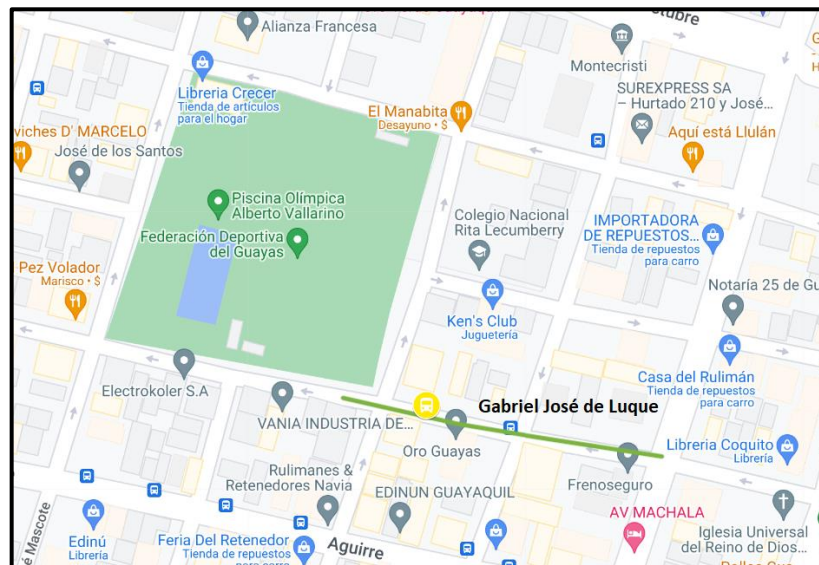 Alianza Francesa
Montecristi
Libreria Crecer
Tienda de artículos
para el hogar
SUREXPRESS SA
– Hurtado 210 y José...
El Manabita
Desayuno • $
viches D' MARCELO
José de los Santos
Aquí está Llulán
Piscina Olímpica
Alberto Vallarino
Federación Deportiva
del Guayas
Colegio Nacional
Rita Lecumberry
IMPORTADORA
DE REPUESTOS...
Tienda de repuestos
para carro
Pez Volador
Marisco • $
Notaría 25 de Gu
Ken's Club
Juguetería
Electrokoler S.A
Casa del Rulimán
Tienda de repuestos
para carro
Gabriel José de Luque
VANIA INDUSTRIA DE...
Oro Guayas
Libreria Coquito
Librería
Rulimanes &
Retenedores Navia
EDINUN GUAYAQUIL
Frenoseguro
AV MACHALA
é Mascote
Edinú
Librería
Feria Del Retenedor
Tienda de repuestos
para carro
Aguirre
Iglesia Universal
del Reino de Dios...